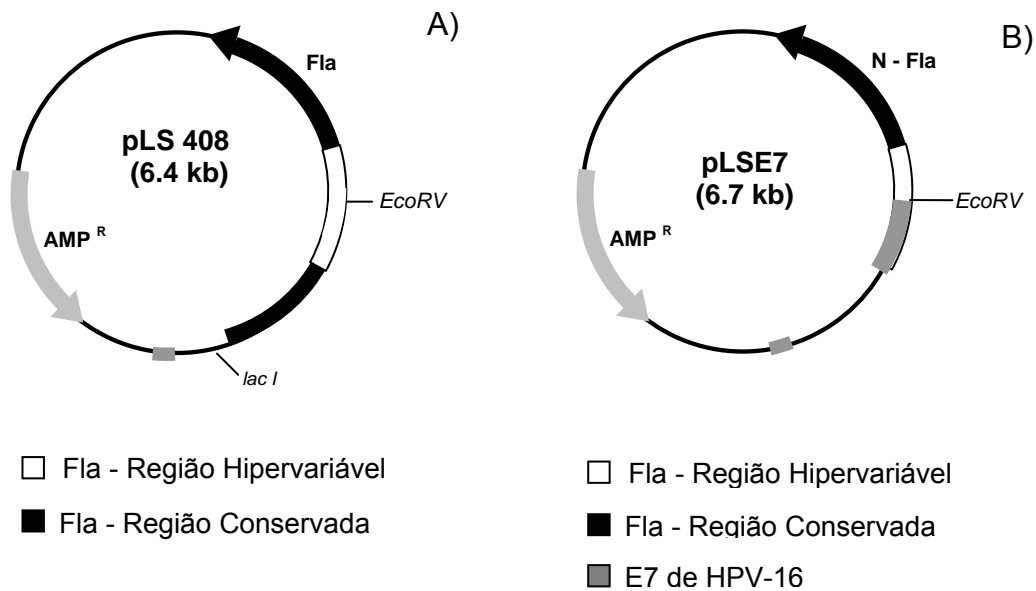 A)
Fla
pLS 408
(6.4 kb)
EcoRV
AMP R
lac I
Fla - Região Hipervariável
Fla - Região Conservada
B)
N - Fla
pLSE7
(6.7 kb)
EcoRV
AMP R
Fla - Região Hipervariável
Fla - Região Conservada
E7 de HPV-16